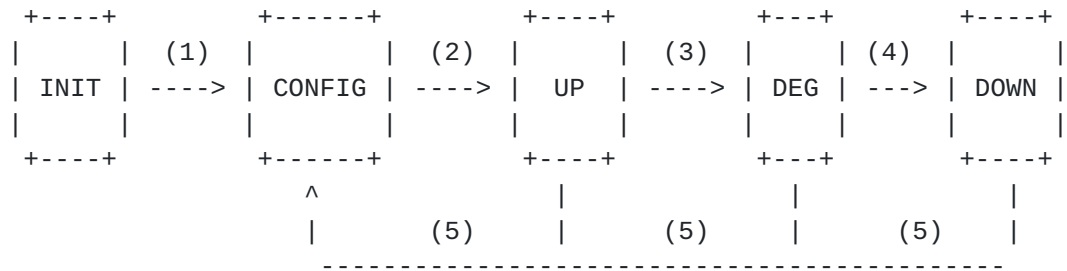 +----+         +------+         +----+         +---+        +----+
|      |  (1)  |        |  (2)  |      |  (3)  |     | (4)  |      |
| INIT | ----> | CONFIG | ----> |  UP  | ----> | DEG | ---> | DOWN |
|      |       |        |       |      |       |     |      |      |
+----+         +------+         +----+         +---+        +----+
^               |              |             |
|       (5)     |      (5)     |      (5)    |
--------------------------------------------